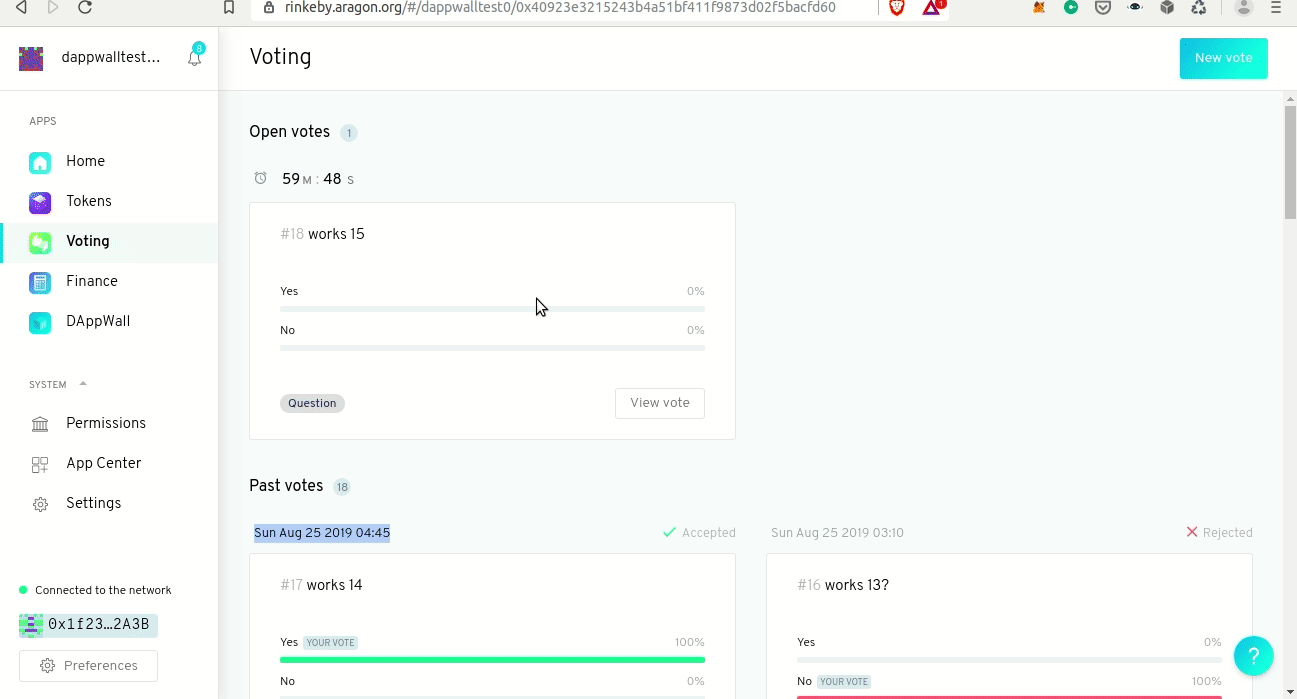 rinkeby.aragon.org/#/dappwalltest0/0x40923e3215243b4a51bf411f9873d02f5bacfd60
1
dappwalltest...
8
Voting
New vote
APPS
Home
Tokens
Voting
Finance
DAppWall
SYSTEM
Permissions
App Center
Settings
Connected to the network
0x1f23…2A3B
Preferences
Open votes 1
59 M : 48 S
#18 works 15
Yes 0%
No 0%
Question
View vote
Past votes 18
Sun Aug 25 2019 04:45
Accepted
#17 works 14
Yes YOUR VOTE 100%
No 0%
Sun Aug 25 2019 03:10
Rejected
#16 works 13?
Yes 0%
No YOUR VOTE 100%
?